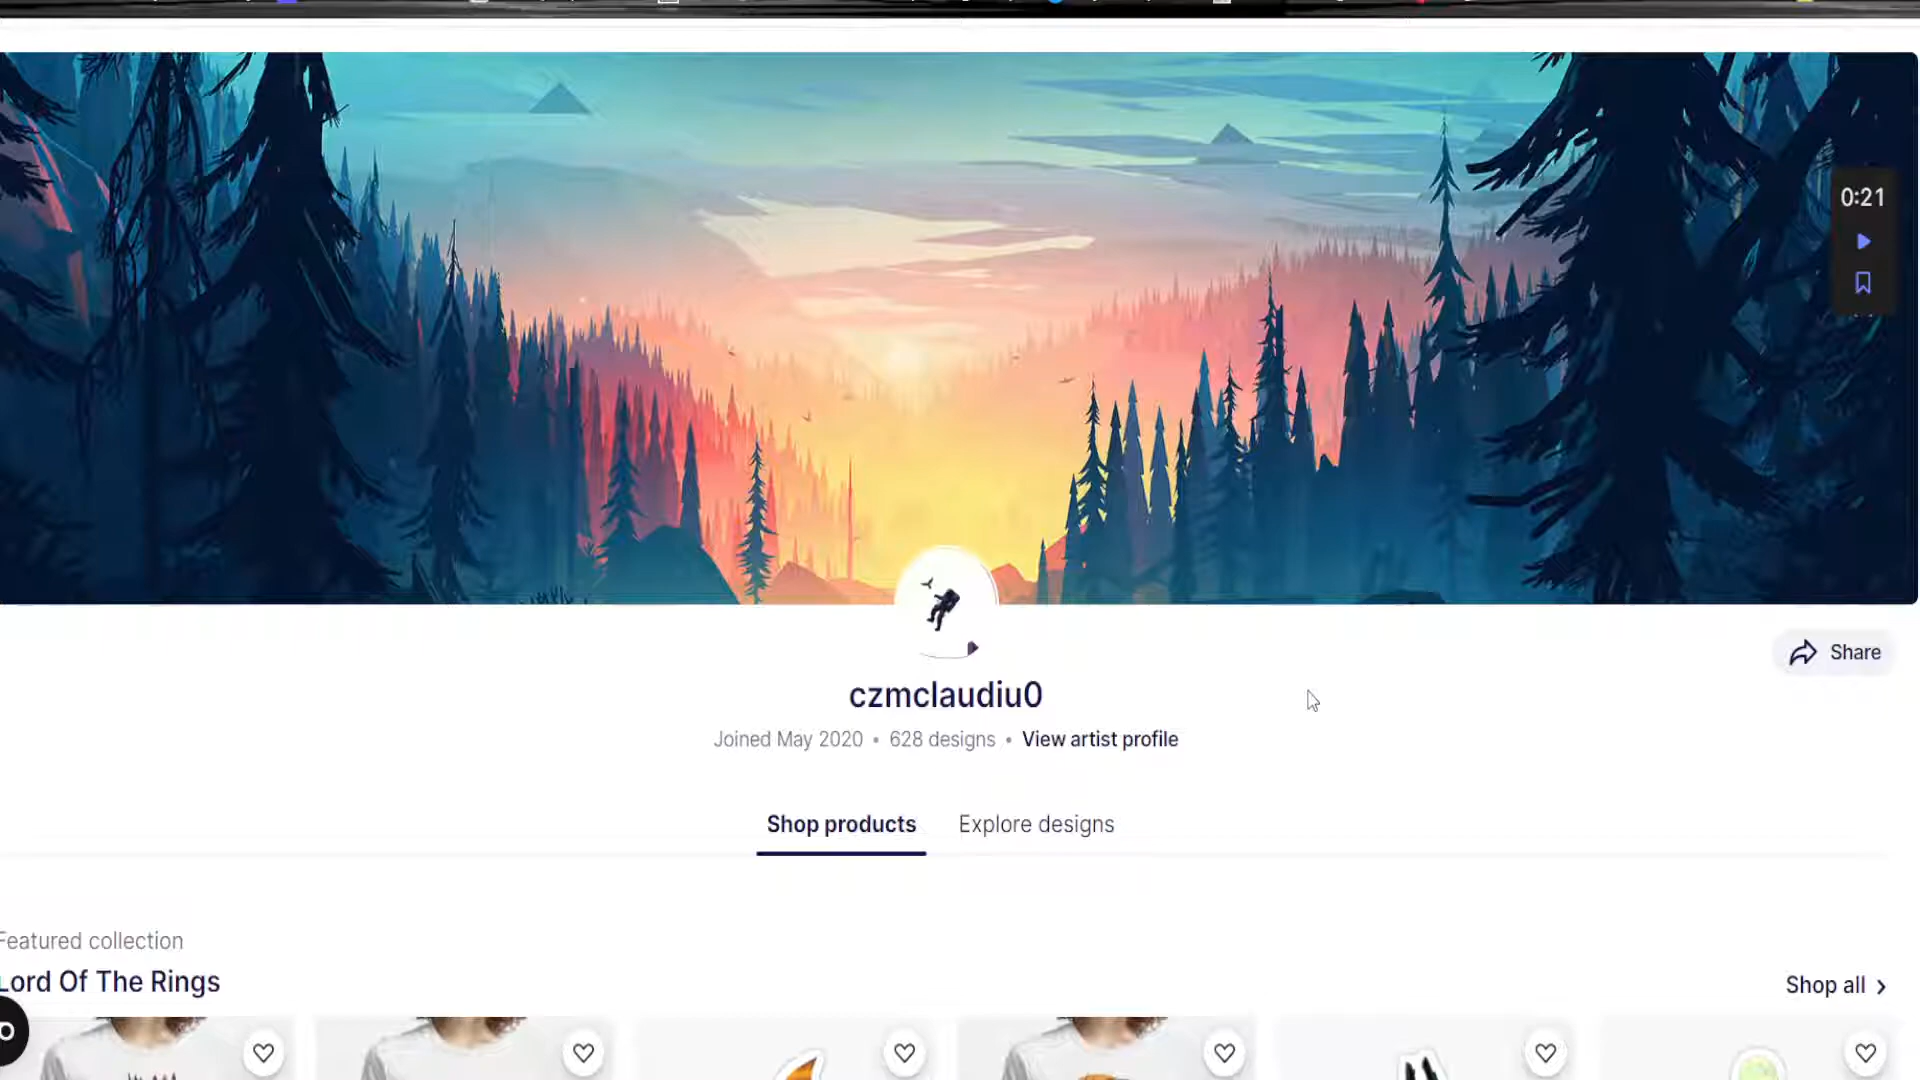 0:21
Share
czmclaudiu0
Joined May 2020 • 628 designs • View artist profile
Shop products
Explore designs
Featured collection
Lord Of The Rings
Shop all